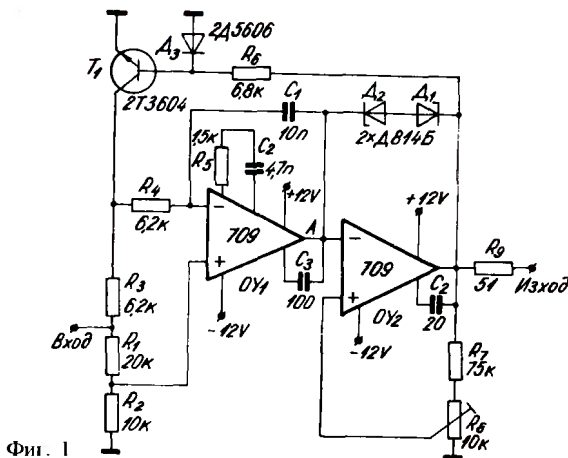 2Д5606
Д₃
T₁
R₆
6,8к
2Т3604
C₁
10п
Д₂
Д₁
2хД814Б
1,5к
R₅
C₂
4,7п
+12V
R₄
6,2к
−
709
+
A
ОУ₁
C₃
100
-12V
+12V
−
709
+
ОУ₂
C₂
20
-12V
R₉
51
Изход
R₃
6,2к
Вход
R₁
20к
R₂
10к
R₇
75к
R₈
10к
Фиг. 1